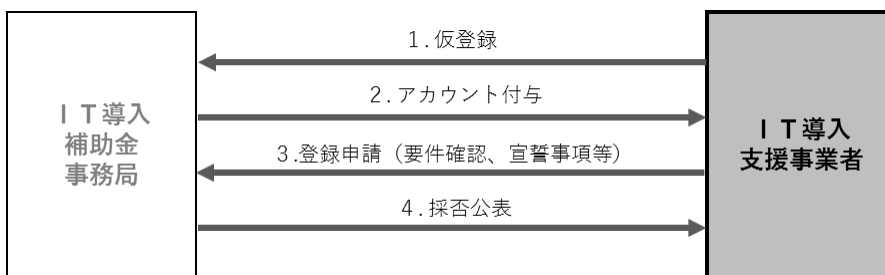 1.仮登録
2.アカウント付与
3.登録申請（要件確認、宣誓事項等）
4.採否公表
ＩＴ導入
補助金
事務局
ＩＴ導入
支援事業者